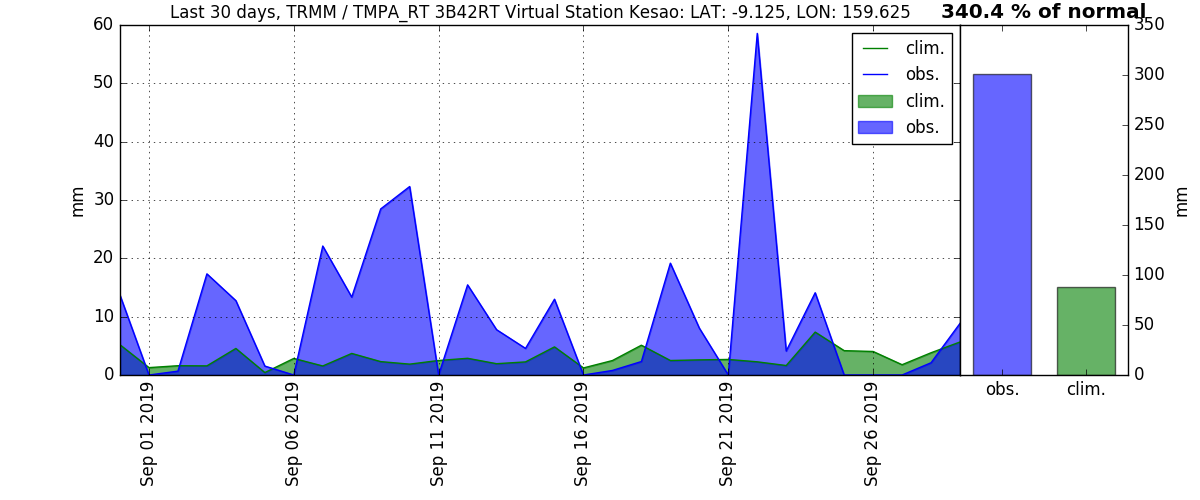 Last 30 days, TRMM / TMPA_RT 3B42RT Virtual Station Kesao: LAT: -9.125, LON: 159.625
340.4 % of normal
60
50
40
30
20
10
0
mm
clim.
obs.
clim.
obs.
350
300
250
200
150
100
50
0
mm
Sep 01 2019
Sep 06 2019
Sep 11 2019
Sep 16 2019
Sep 21 2019
Sep 26 2019
obs.
clim.